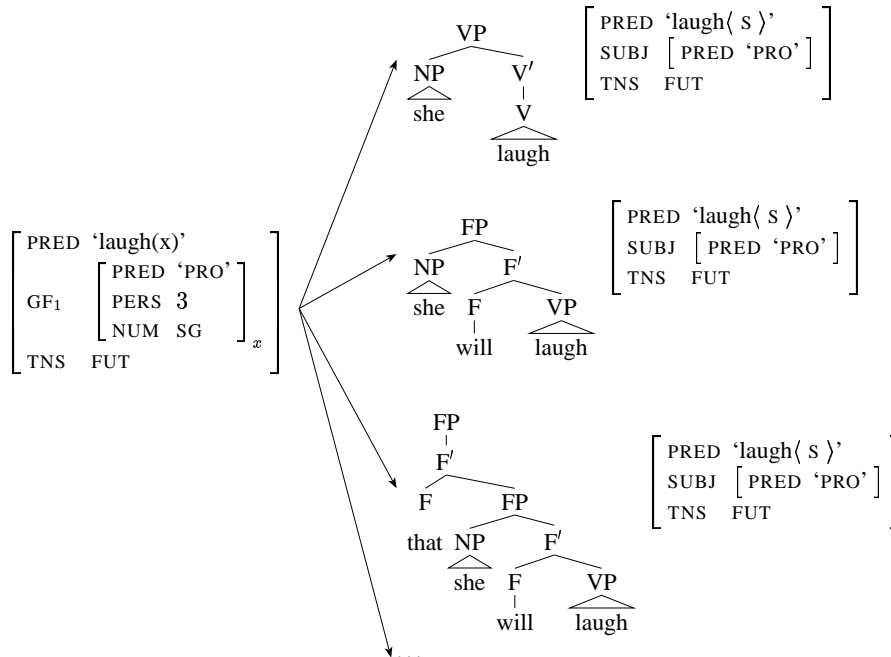 VP
NP V′
V
she
laugh
PRED ‘laugh⟨ S ⟩’
SUBJ [ PRED ‘PRO’ ]
TNS FUT
PRED ‘laugh(x)’
GF₁ [ PRED ‘PRO’
PERS 3
NUM SG ] x
TNS FUT
FP
NP F′
she F VP
will laugh
PRED ‘laugh⟨ S ⟩’
SUBJ [ PRED ‘PRO’ ]
TNS FUT
FP
F′
F FP
that NP F′
she F VP
will laugh
PRED ‘laugh⟨ S ⟩’
SUBJ [ PRED ‘PRO’ ]
TNS FUT
...